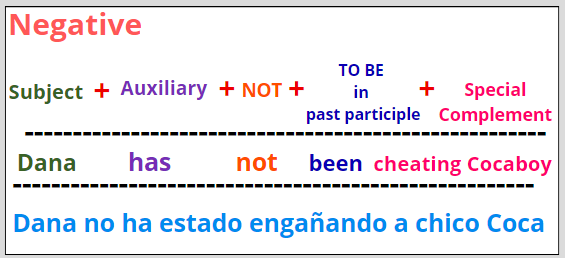 Negative
Subject + Auxiliary + NOT + TO BE in past participle + Special Complement
Dana has not been cheating Cocaboy
Dana no ha estado engañando a chico Coca